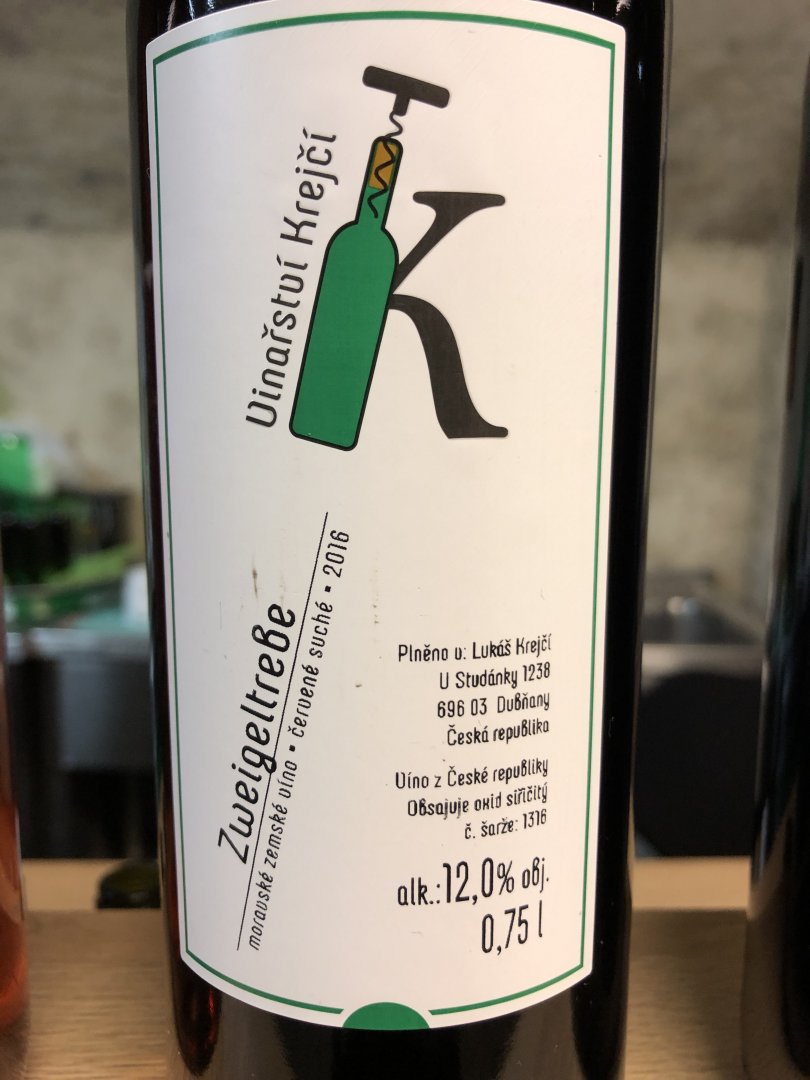 Vinařství Krejčí
K
Zweigeltrebe
moravské zemské víno ▪ červené suché ▪ 2016
Plněno v: Lukáš Krejčí
U Studánky 1238
696 03 Dubňany
Česká republika
Víno z České republiky
Obsajuje oxid siřičitý
č. šarže: 1316
alk.:12,0% obj.
0,75 l